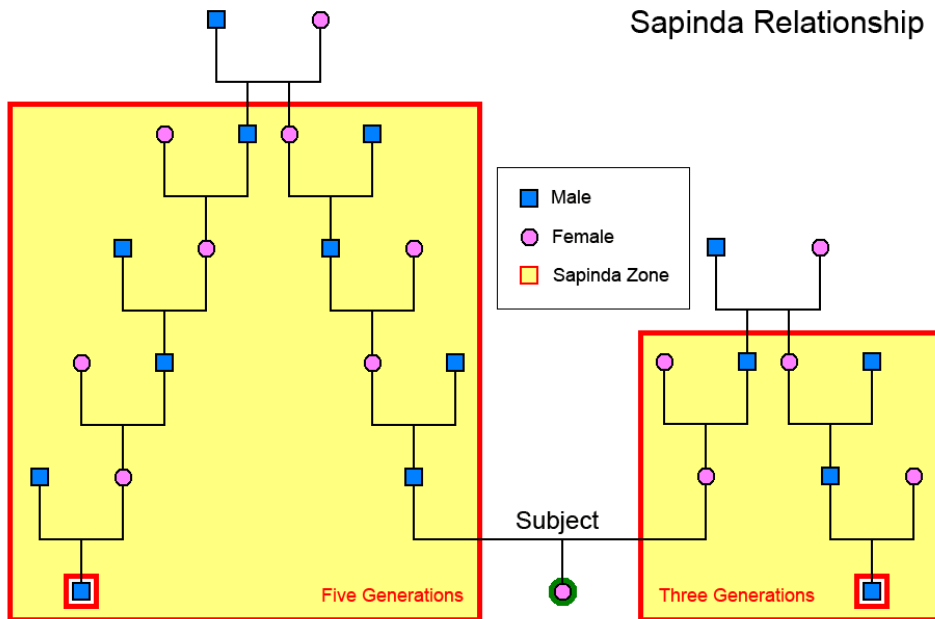 Sapinda Relationship
Male
Female
Sapinda Zone
Subject
Five Generations
Three Generations